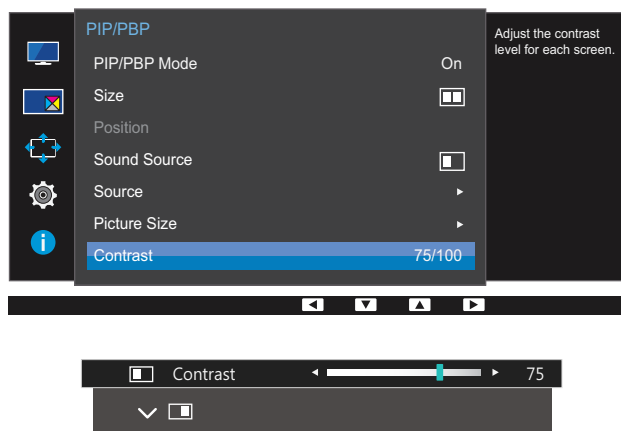 PIP/PBP
Adjust the contrast
level for each screen.
PIP/PBP Mode On
Size
Position
Sound Source
Source
Picture Size
Contrast 75/100
Contrast 75